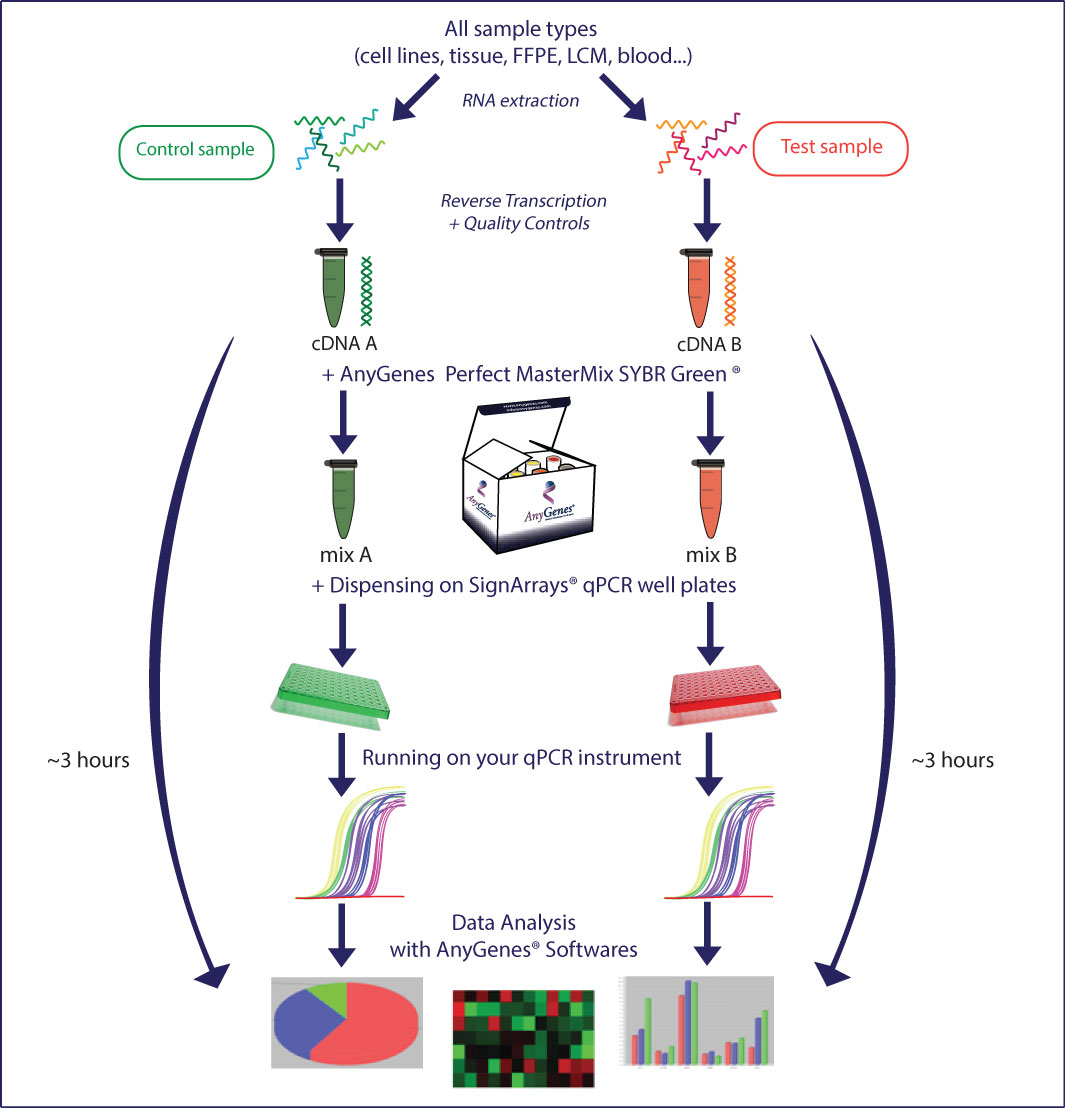 All sample types
(cell lines, tissue, FFPE, LCM, blood...)
RNA extraction
Control sample
Test sample
Reverse Transcription
+ Quality Controls
cDNA A
cDNA B
+ AnyGenes Perfect MasterMix SYBR Green ®
AnyGenes
AnyGenes
mix A
mix B
+ Dispensing on SignArrays® qPCR well plates
~3 hours
Running on your qPCR instrument
~3 hours
Data Analysis
with AnyGenes® Softwares